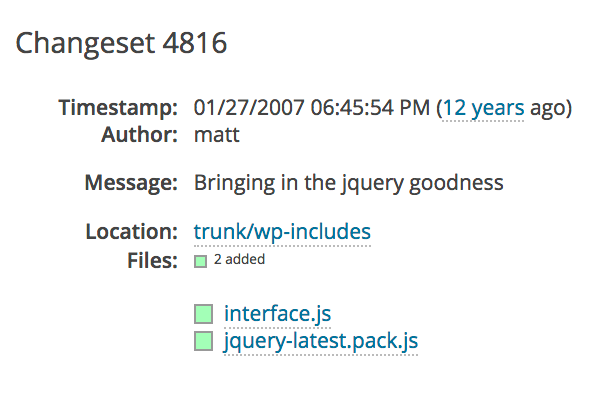 Changeset 4816
Timestamp: 01/27/2007 06:45:54 PM (12 years ago)
Author: matt
Message: Bringing in the jquery goodness
Location: trunk/wp-includes
Files: 2 added
interface.js
jquery-latest.pack.js